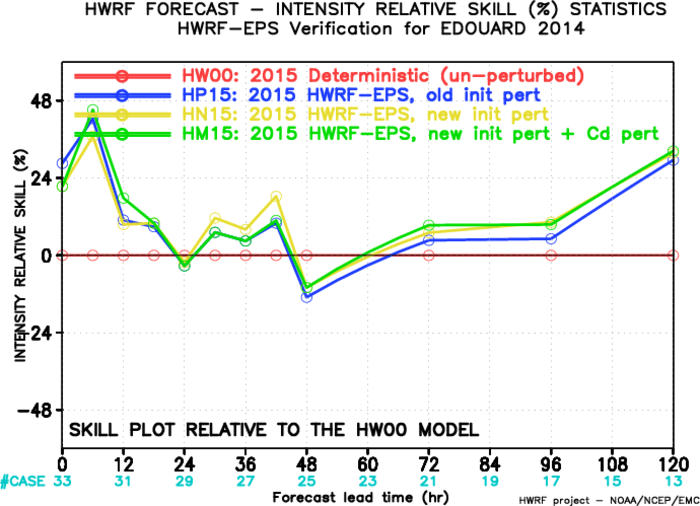 HWRF FORECAST – INTENSITY RELATIVE SKILL (%) STATISTICS
HWRF–EPS Verification for EDOUARD 2014
HW00: 2015 Deterministic (un–perturbed)
HP15: 2015 HWRF–EPS, old init pert
HN15: 2015 HWRF–EPS, new init pert
HM15: 2015 HWRF–EPS, new init pert + Cd pert
INTENSITY RELATIVE SKILL (%)
48
24
0
–24
–48
SKILL PLOT RELATIVE TO THE HW00 MODEL
0 12 24 36 48 60 72 84 96 108 120
#CASE 33 31 29 27 25 23 21 19 17 15 13
Forecast lead time (hr)
HWRF project – NOAA/NCEP/EMC